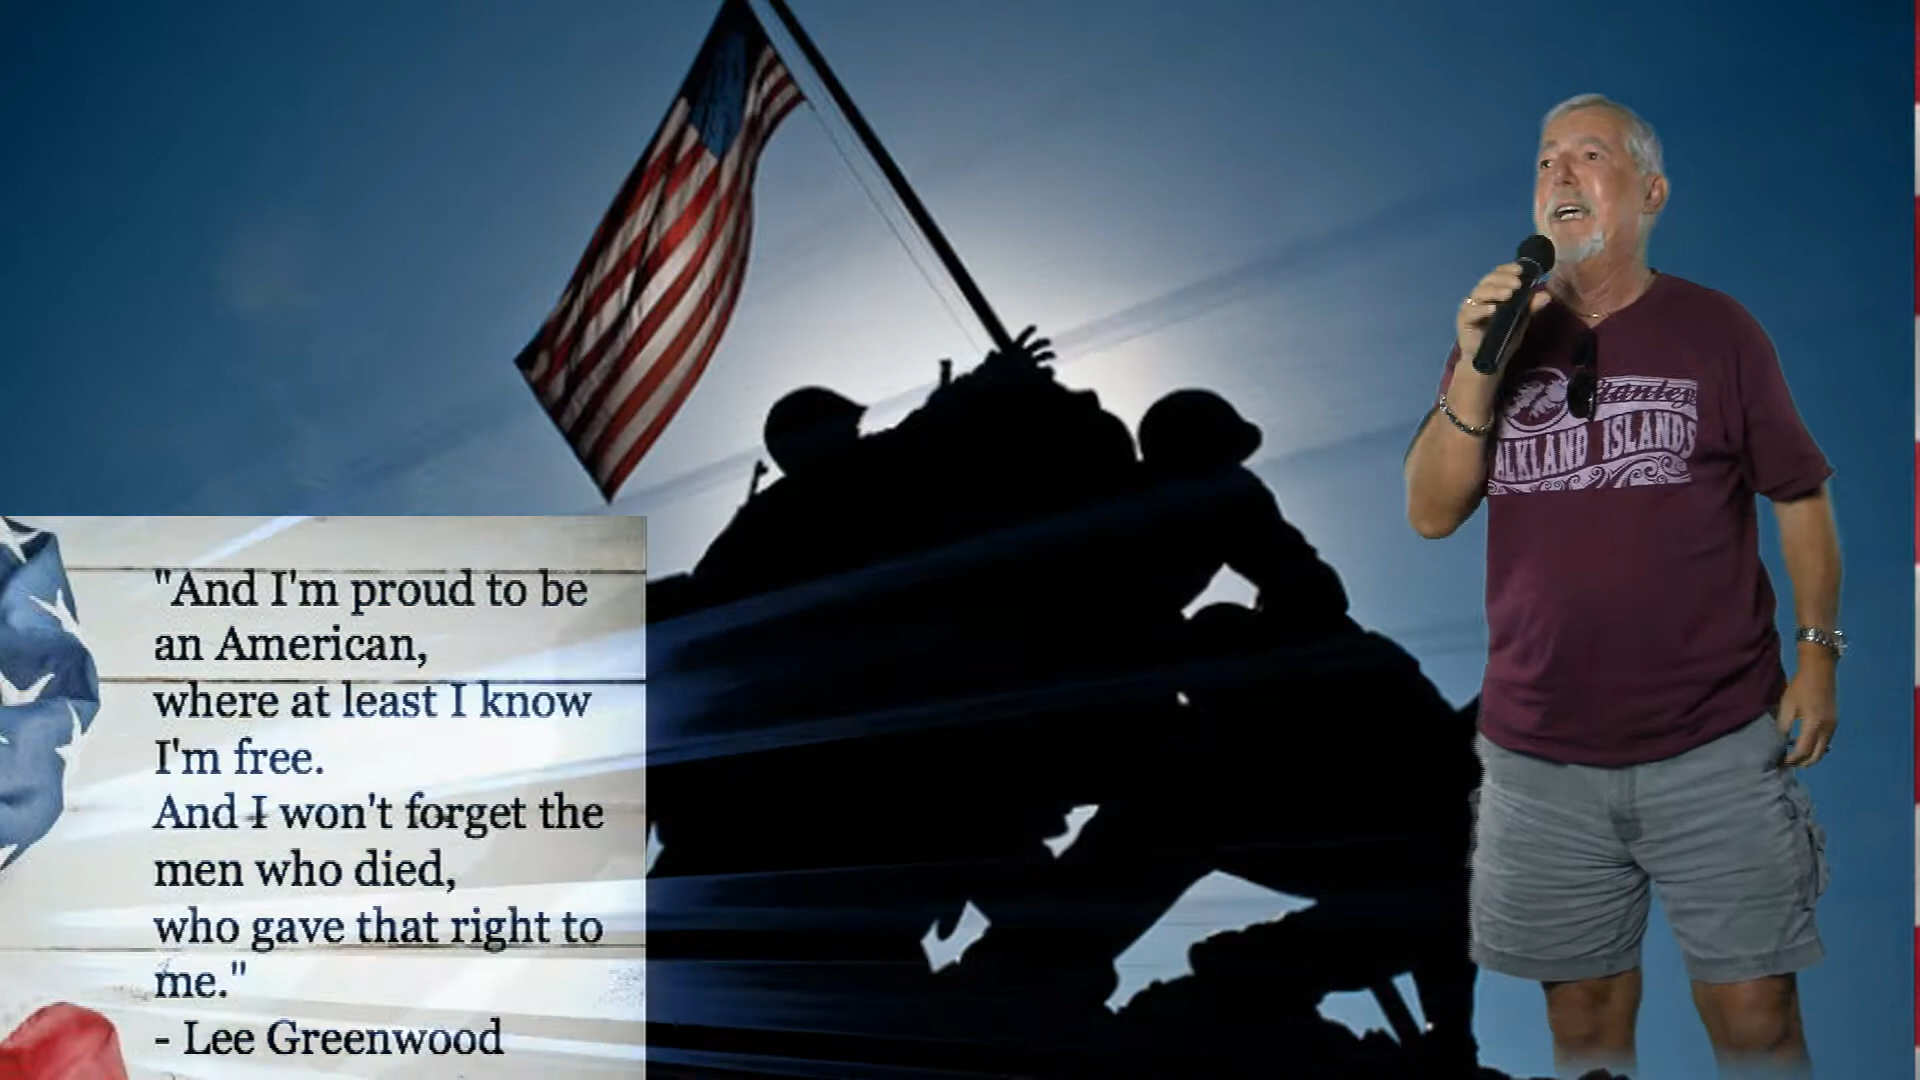 "And I'm proud to be
an American,
where at least I know
I'm free.
And I won't forget the
men who died,
who gave that right to
me."
- Lee Greenwood
Stanley
ALKLAND ISLANDS